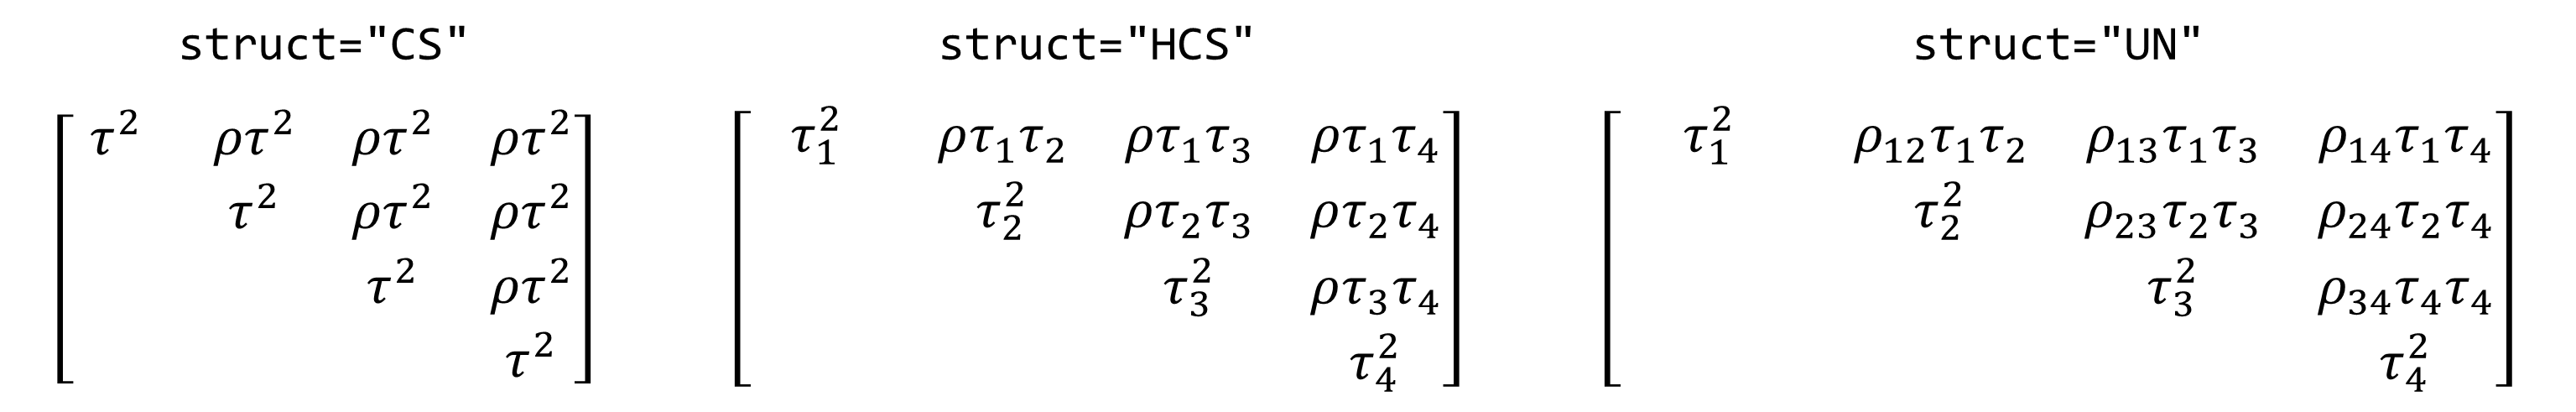 struct="CS" struct="HCS" struct="UN"
τ² ρτ² ρτ² ρτ²
τ² ρτ² ρτ²
τ² ρτ²
τ²
τ₁² ρτ₁τ₂ ρτ₁τ₃ ρτ₁τ₄
τ₂² ρτ₂τ₃ ρτ₂τ₄
τ₃² ρτ₃τ₄
τ₄²
τ₁² ρ₁₂τ₁τ₂ ρ₁₃τ₁τ₃ ρ₁₄τ₁τ₄
τ₂² ρ₂₃τ₂τ₃ ρ₂₄τ₂τ₄
τ₃² ρ₃₄τ₄τ₄
τ₄²